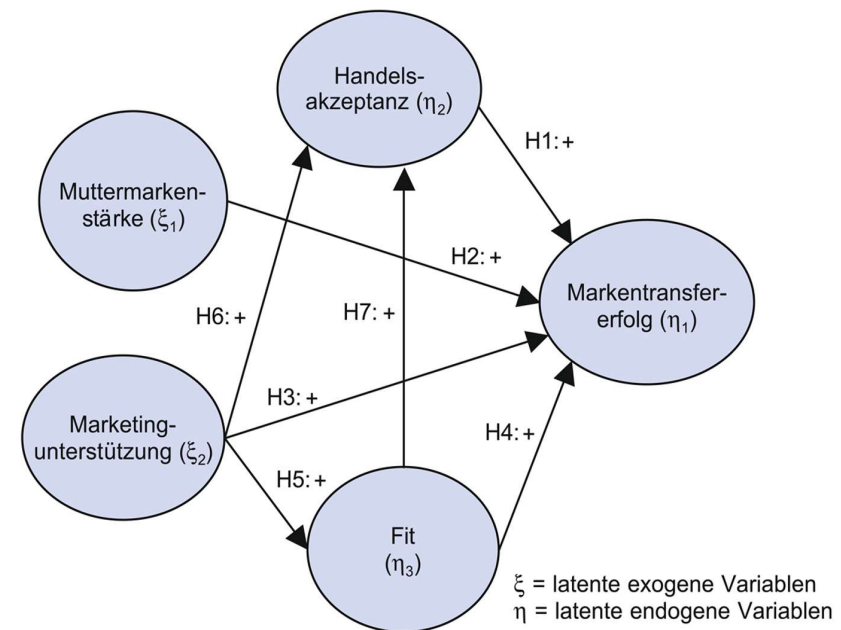 Handels-
akzeptanz (η2)
H1: +
Muttermarken-
stärke (ξ1)
H2: +
Markentransfer-
erfolg (η1)
H6: +
H7: +
H3: +
Marketing-
unterstützung (ξ2)
H4: +
H5: +
Fit
(η3)
ξ = latente exogene Variablen
η = latente endogene Variablen